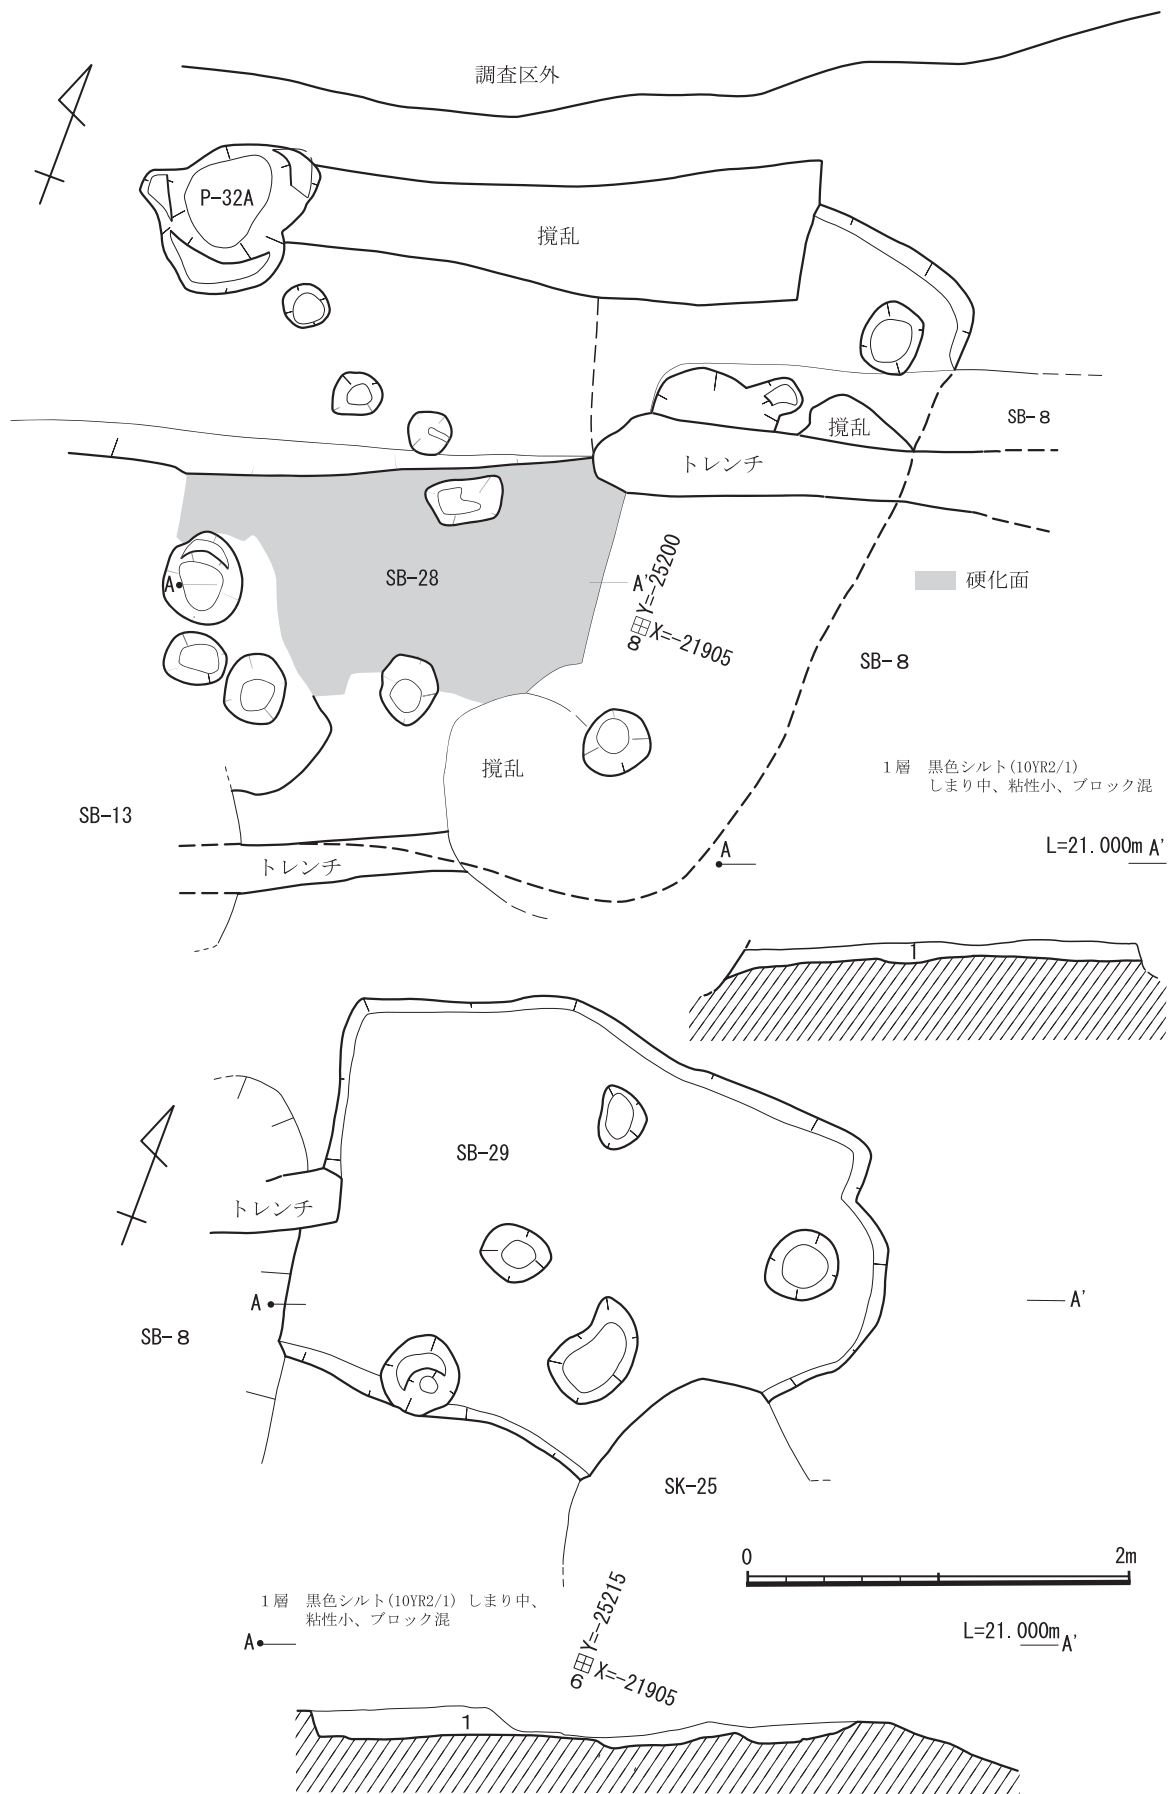 調査区外
P-32A
撹乱
SB-8
撹乱
トレンチ
A
SB-28
A'
Y=-25200
8田X=-21905
硬化面
SB-8
撹乱
1層 黒色シルト(10YR2/1)
しまり中、粘性小、ブロック混
SB-13
トレンチ
A
L=21.000m A'
1
SB-29
トレンチ
A
A'
SB-8
SK-25
0 2m
1層 黒色シルト(10YR2/1) しまり中、
粘性小、ブロック混
Y=-25215
6田X=-21905
A
L=21.000m A'
1